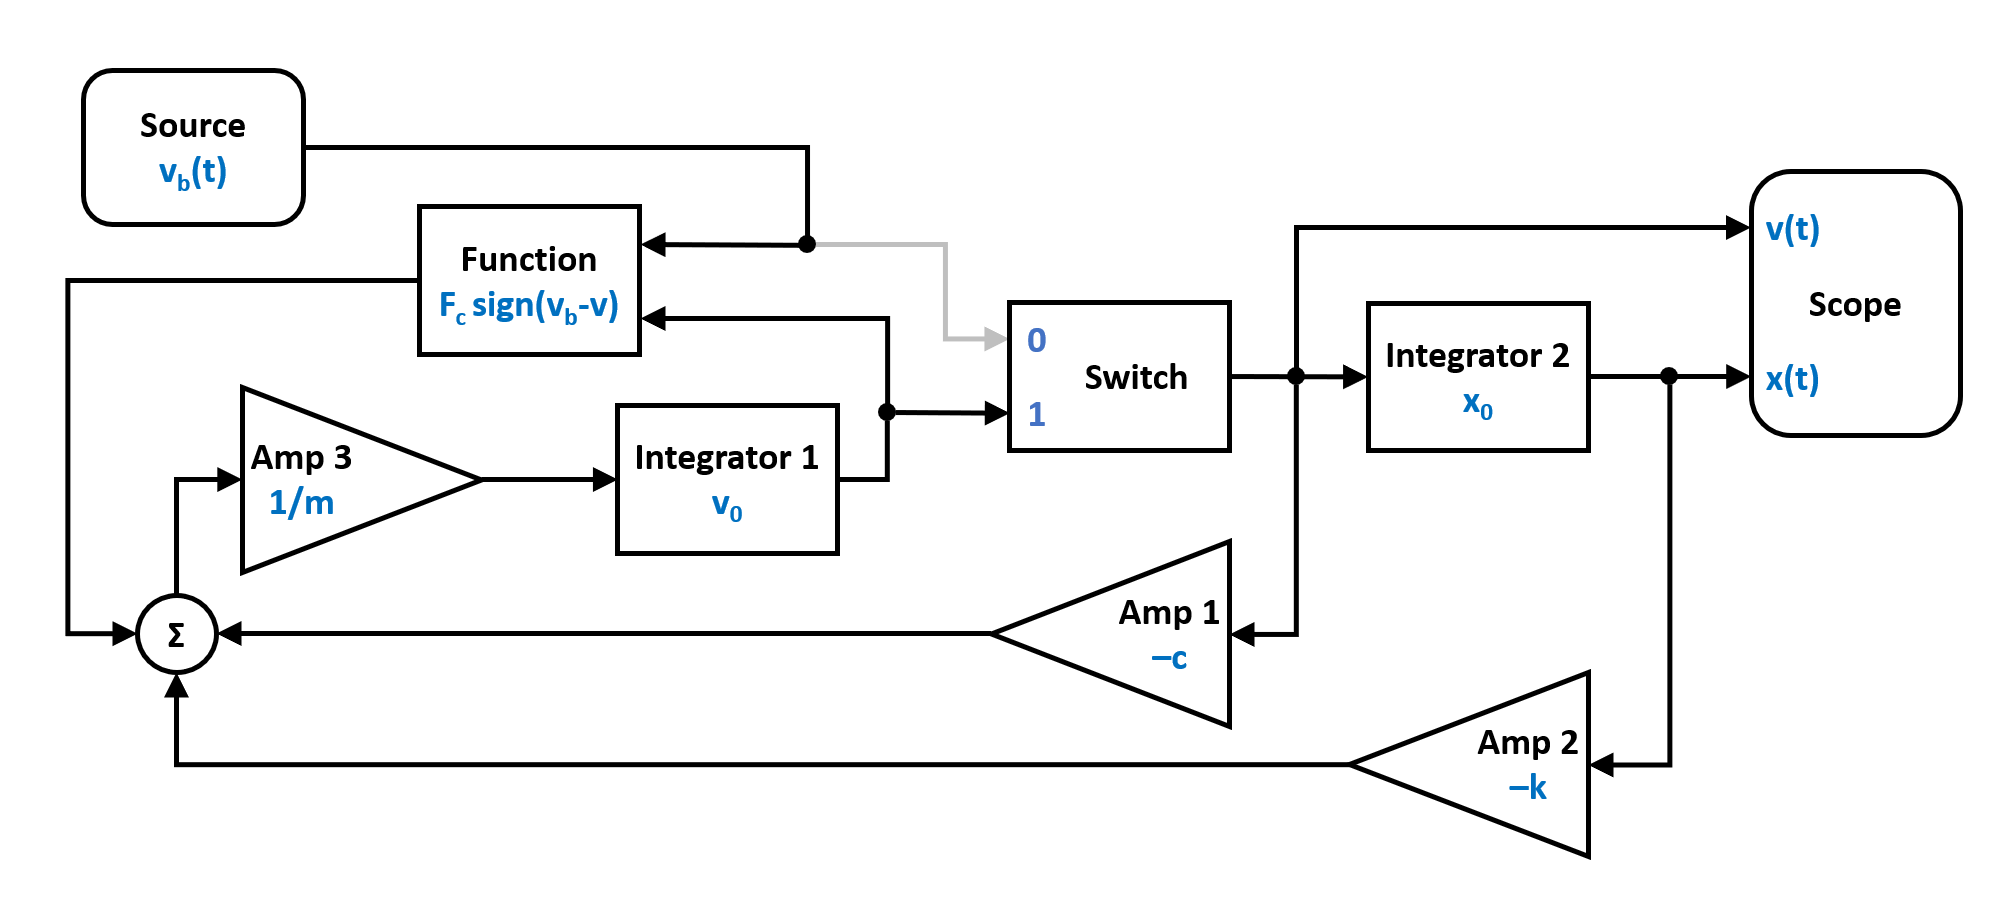 Source
v_b(t)
Function
F_c sign(v_b-v)
v(t)
Scope
x(t)
0
Switch
1
Integrator 2
x_0
Amp 3
1/m
Integrator 1
v_0
Σ
Amp 1
–c
Amp 2
–k